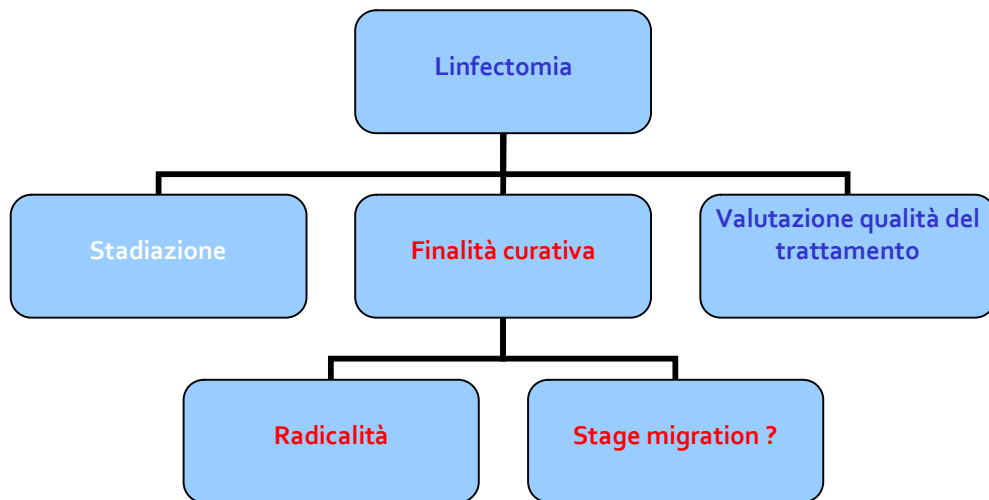 Linfectomia
Stadiazione
Finalità curativa
Valutazione qualità del
trattamento
Radicalità
Stage migration ?